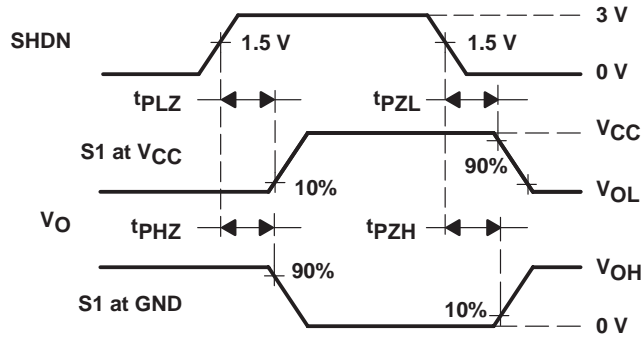 3 V
SHDN
1.5 V
1.5 V
0 V
tPLZ
tPZL
VCC
S1 at VCC
90%
10%
VOL
VO
tPHZ
tPZH
90%
VOH
S1 at GND
10%
0 V